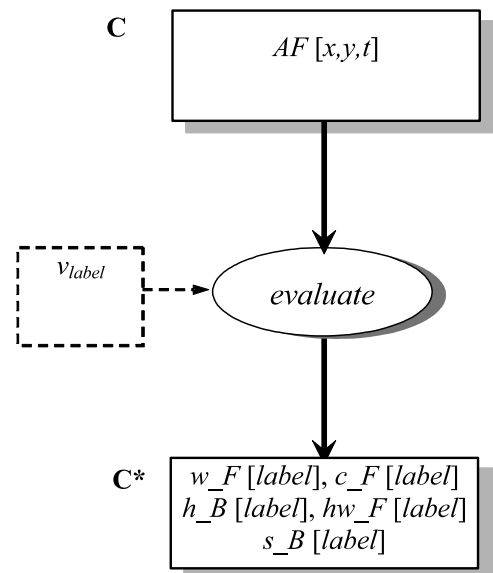 C
AF [x,y,t]
v_label
evaluate
C*
w_F [label], c_F [label]
h_B [label], hw_F [label]
s_B [label]